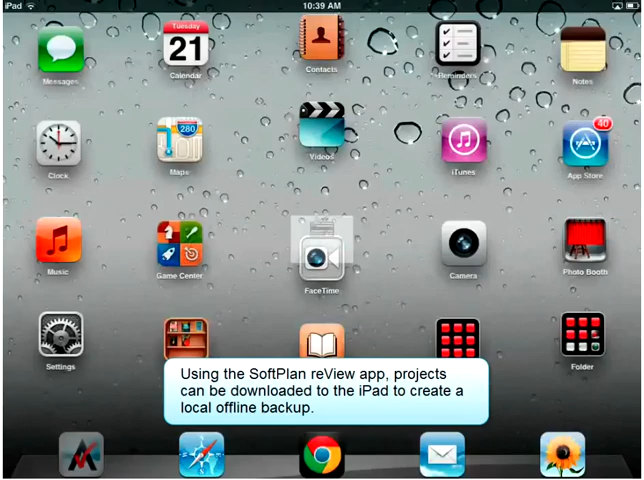 iPad 10:39 AM
Tuesday
21
280
40
Messages Calendar Contacts Reminders Notes
Clock Maps Videos iTunes App Store
Music Game Center FaceTime Camera Photo Booth
Settings Folder
Using the SoftPlan reView app, projects
can be downloaded to the iPad to create a
local offline backup.